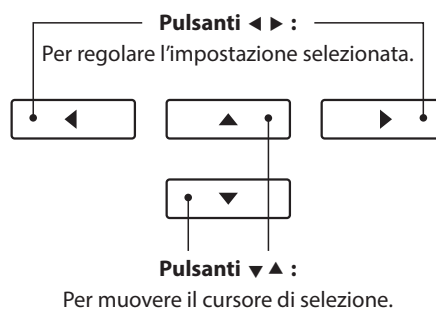 Pulsanti ◀ ▶ :
Per regolare l’impostazione selezionata.
Pulsanti ▼ ▲ :
Per muovere il cursore di selezione.